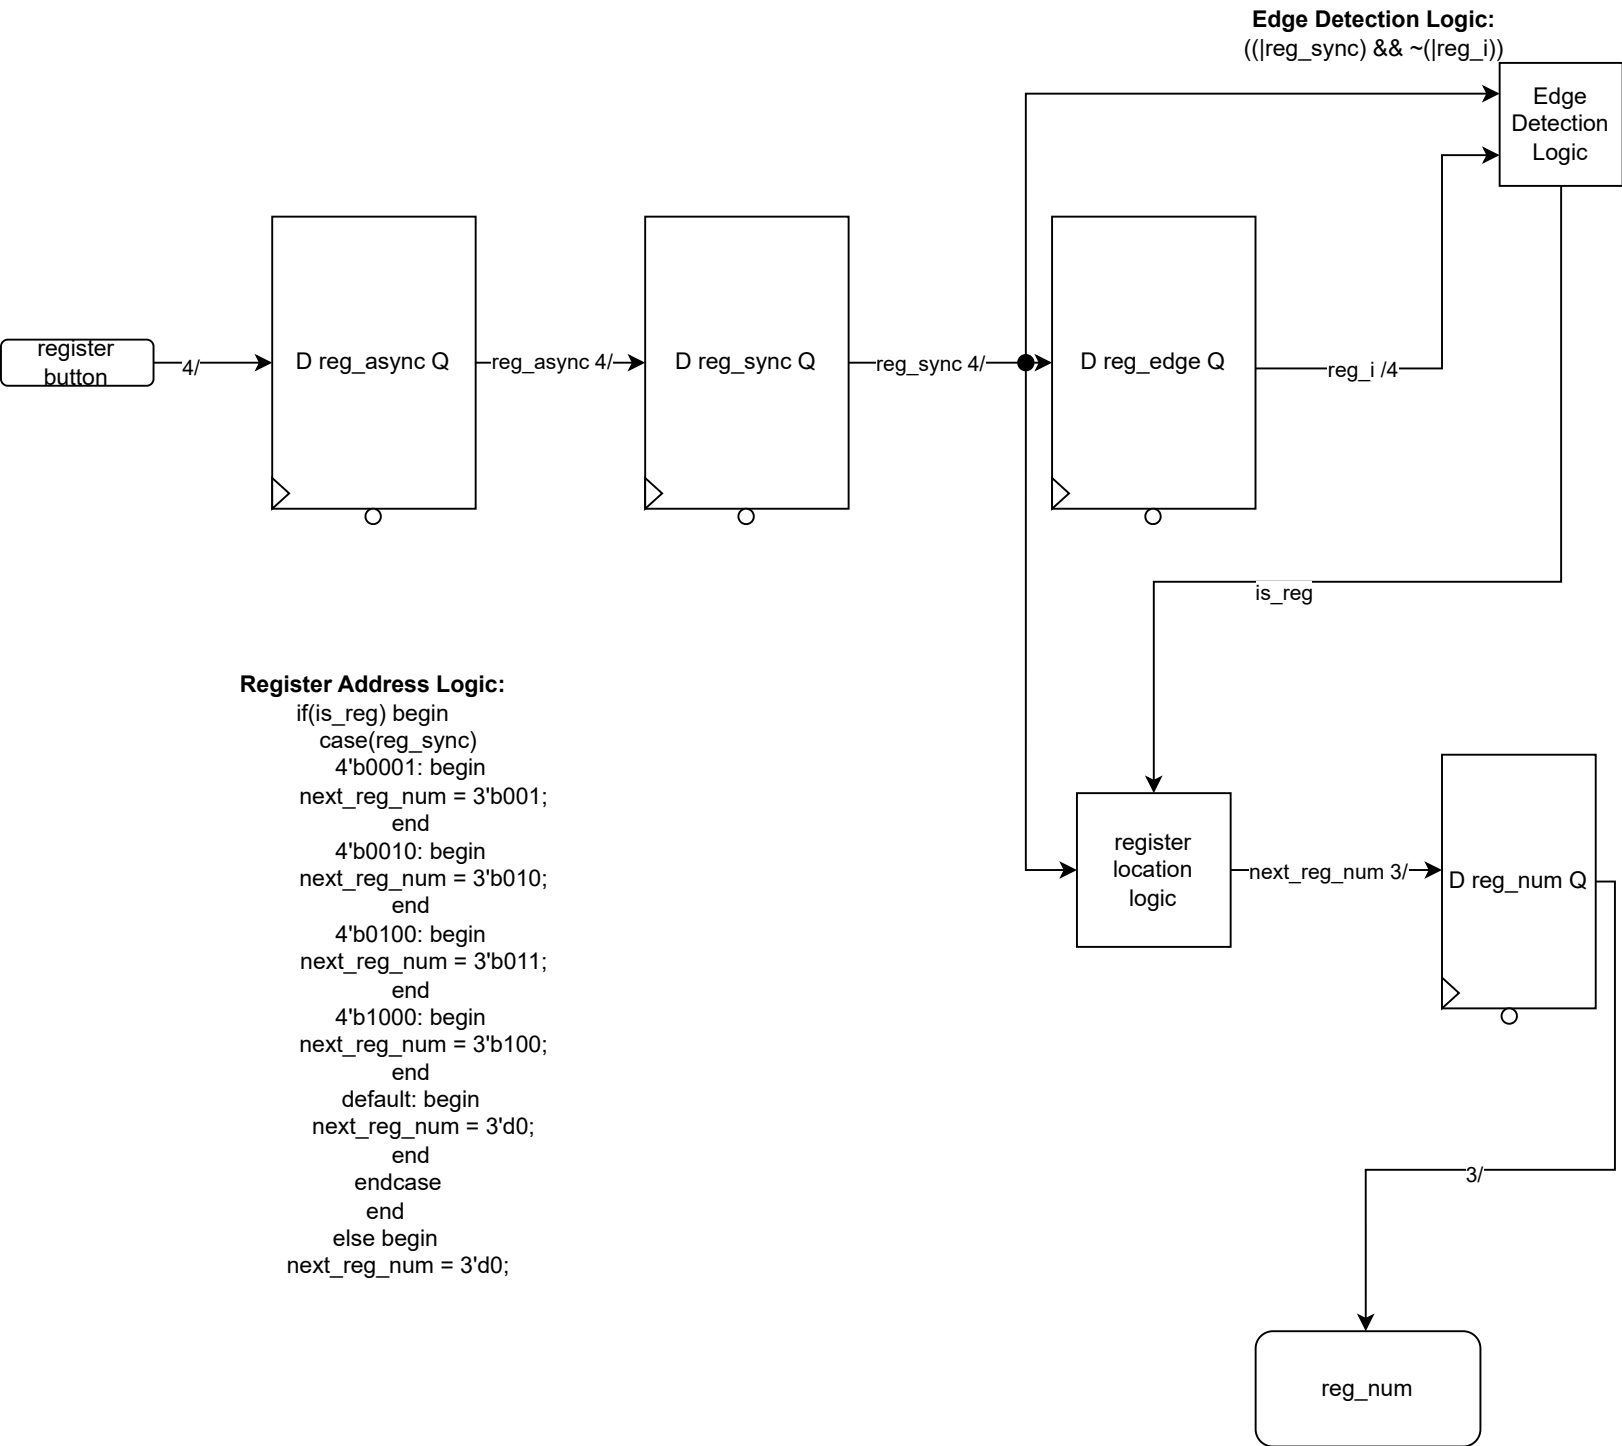 Edge Detection Logic:
((|reg_sync) && ~(|reg_i))
Edge
Detection
Logic
register
button
4/
D reg_async Q
reg_async 4/
D reg_sync Q
reg_sync 4/
D reg_edge Q
reg_i /4
is_reg
Register Address Logic:
if(is_reg) begin
case(reg_sync)
4'b0001: begin
next_reg_num = 3'b001;
end
4'b0010: begin
next_reg_num = 3'b010;
end
4'b0100: begin
next_reg_num = 3'b011;
end
4'b1000: begin
next_reg_num = 3'b100;
end
default: begin
next_reg_num = 3'd0;
end
endcase
end
else begin
next_reg_num = 3'd0;
register
location
logic
next_reg_num 3/
D reg_num Q
3/
reg_num